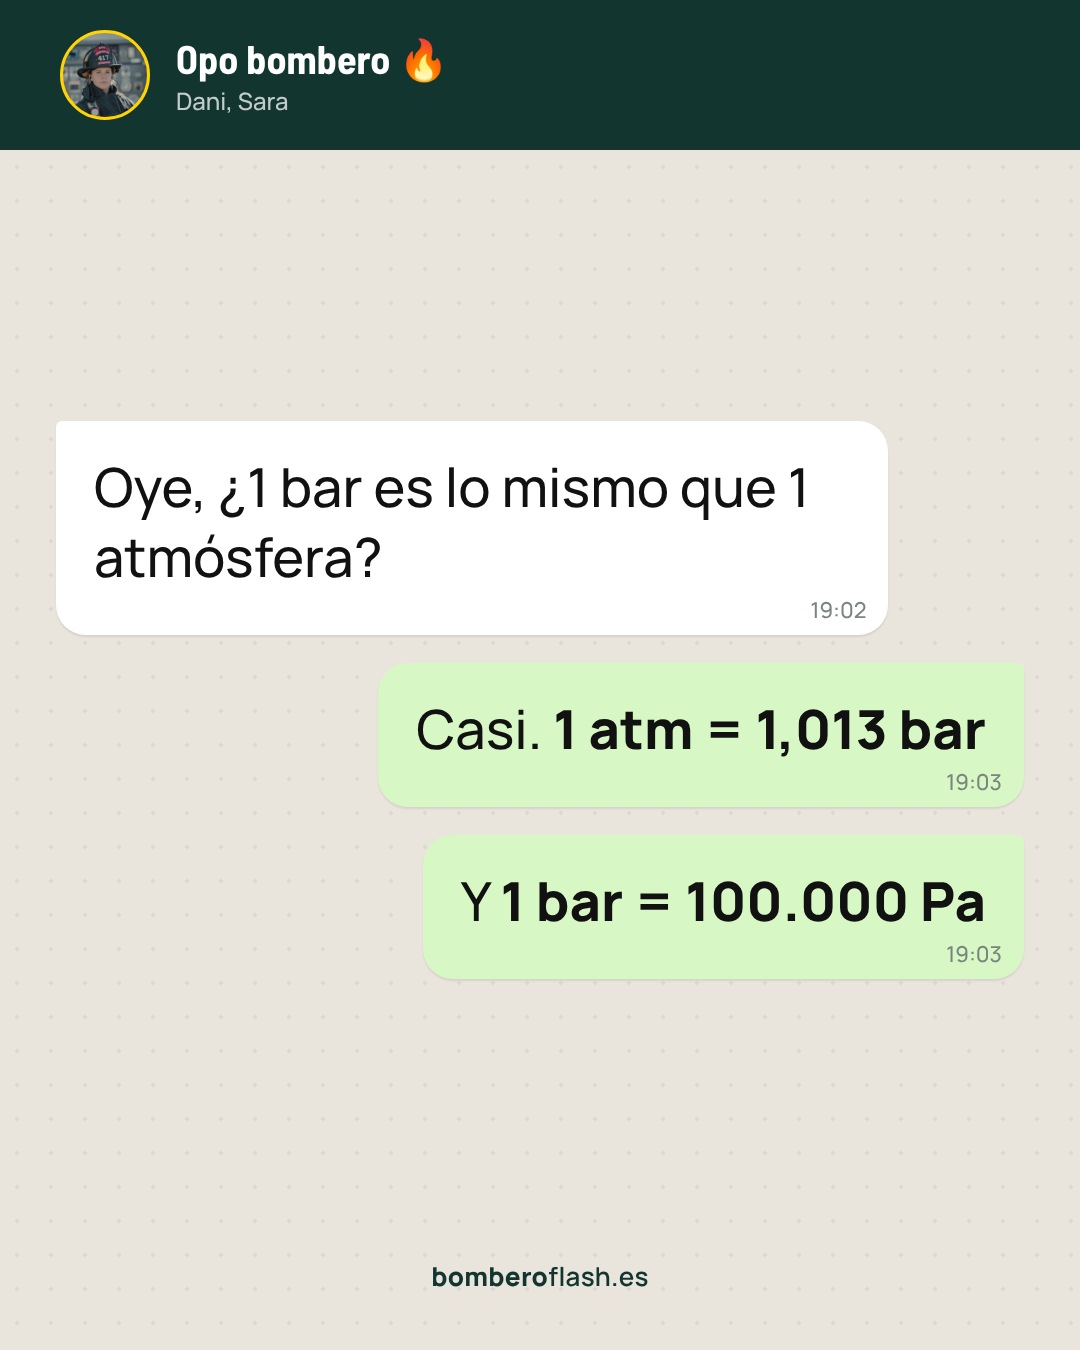 Opo bombero 🔥
Dani, Sara
Oye, ¿1 bar es lo mismo que 1
atmósfera?
19:02
Casi. 1 atm = 1,013 bar
19:03
Y 1 bar = 100.000 Pa
19:03
bomberoflash.es